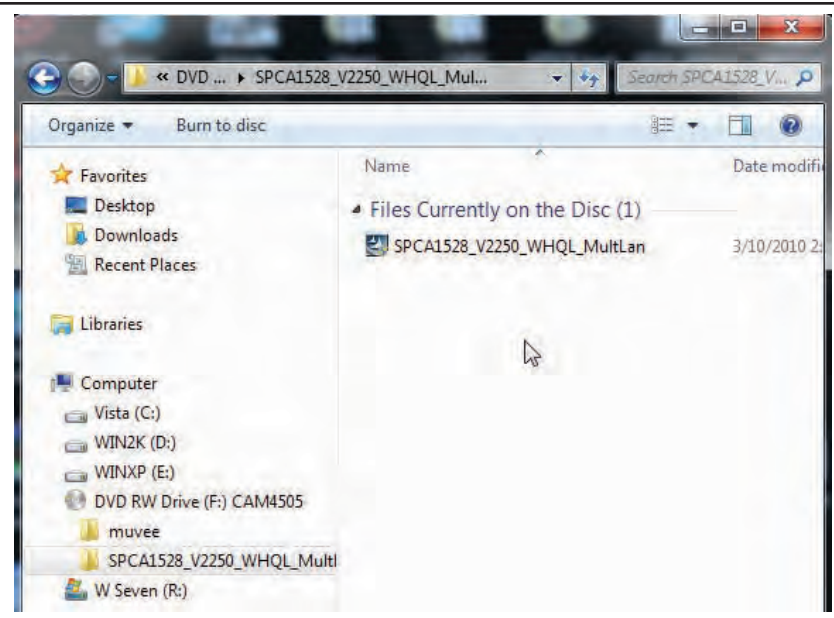 « DVD ... ▸ SPCA1528_V2250_WHQL_Mul...
Search SPCA1528_V...
Organize ▾ Burn to disc
Favorites
Desktop
Downloads
Recent Places
Libraries
Computer
Vista (C:)
WIN2K (D:)
WINXP (E:)
DVD RW Drive (F:) CAM4505
muvee
SPCA1528_V2250_WHQL_Multl
W Seven (R:)
Name Date modifi
Files Currently on the Disc (1)
SPCA1528_V2250_WHQL_MultLan 3/10/2010 2: